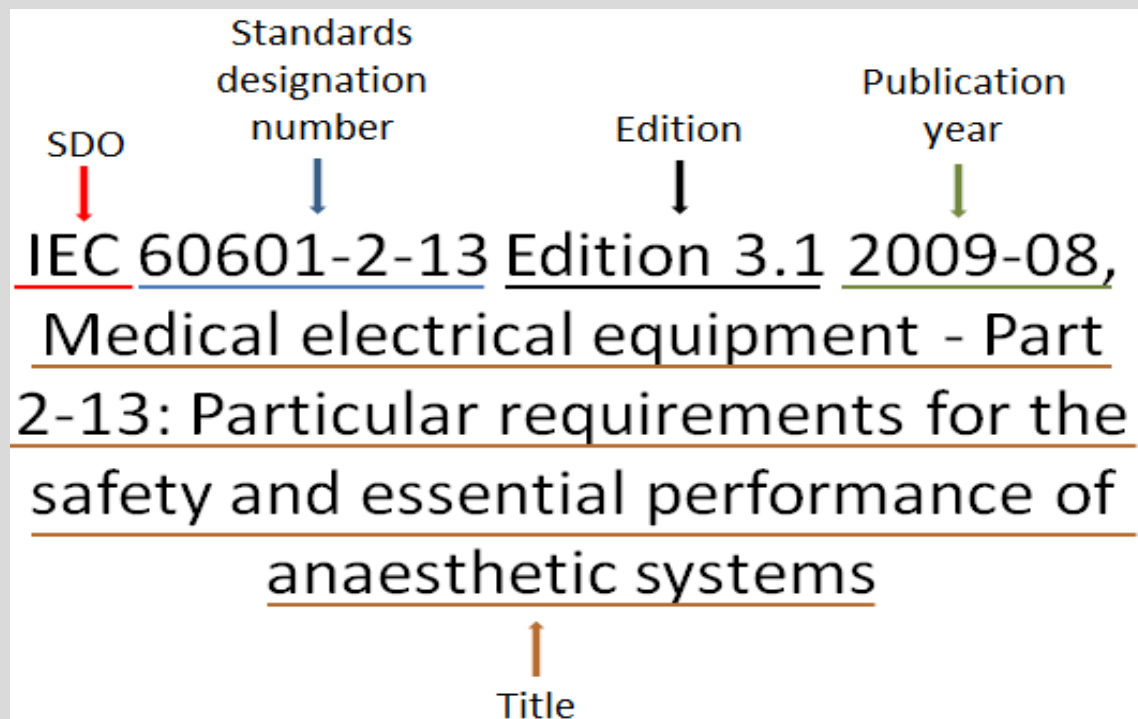 Standards
designation
number
SDO
Edition
Publication
year
IEC 60601-2-13 Edition 3.1 2009-08,
Medical electrical equipment - Part
2-13: Particular requirements for the
safety and essential performance of
anaesthetic systems
Title